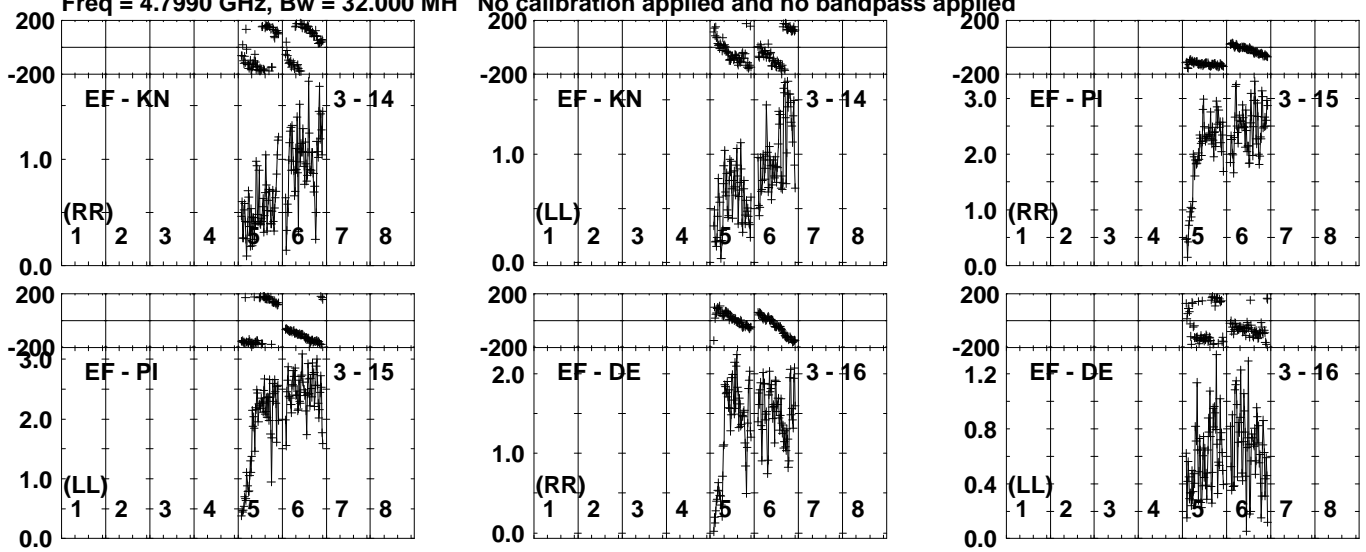 Freq = 4.7990 GHz, Bw = 32.000 MH No calibration applied and no bandpass applied
200
-200
EF - KN 3 - 14
1.0
(RR)
1 2 3 4 5 6 7 8
0.0
200
-200
EF - KN 3 - 14
1.0
(LL)
1 2 3 4 5 6 7 8
0.0
200
-200
3.0 EF - PI 3 - 15
2.0
1.0
(RR)
1 2 3 4 5 6 7 8
0.0
200
-200
3.0
EF - PI 3 - 15
2.0
1.0
(LL)
1 2 3 4 5 6 7 8
0.0
200
-200
2.0 EF - DE 3 - 16
1.0
(RR)
1 2 3 4 5 6 7 8
0.0
200
-200
1.2 EF - DE 3 - 16
0.8
0.4
(LL)
1 2 3 4 5 6 7 8
0.0